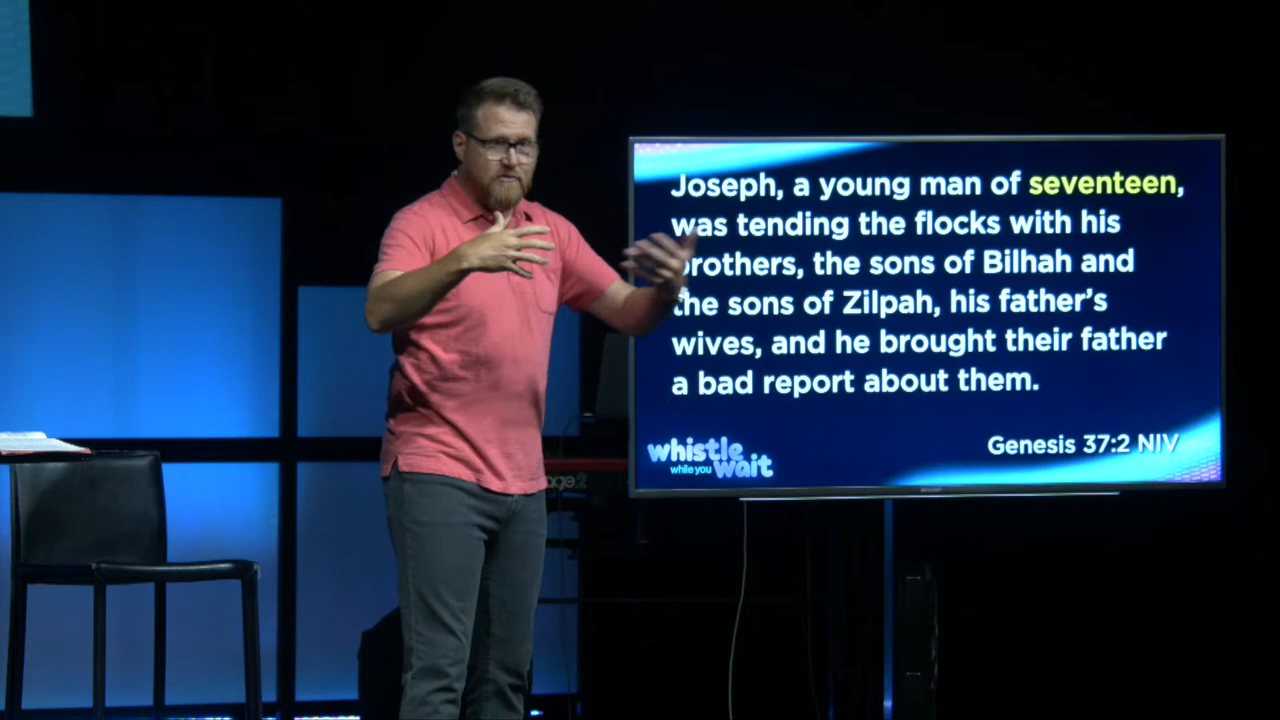 Joseph, a young man of seventeen,
was tending the flocks with his
brothers, the sons of Bilhah and
the sons of Zilpah, his father's
wives, and he brought their father
a bad report about them.
Genesis 37:2 NIV
whistle
while you wait